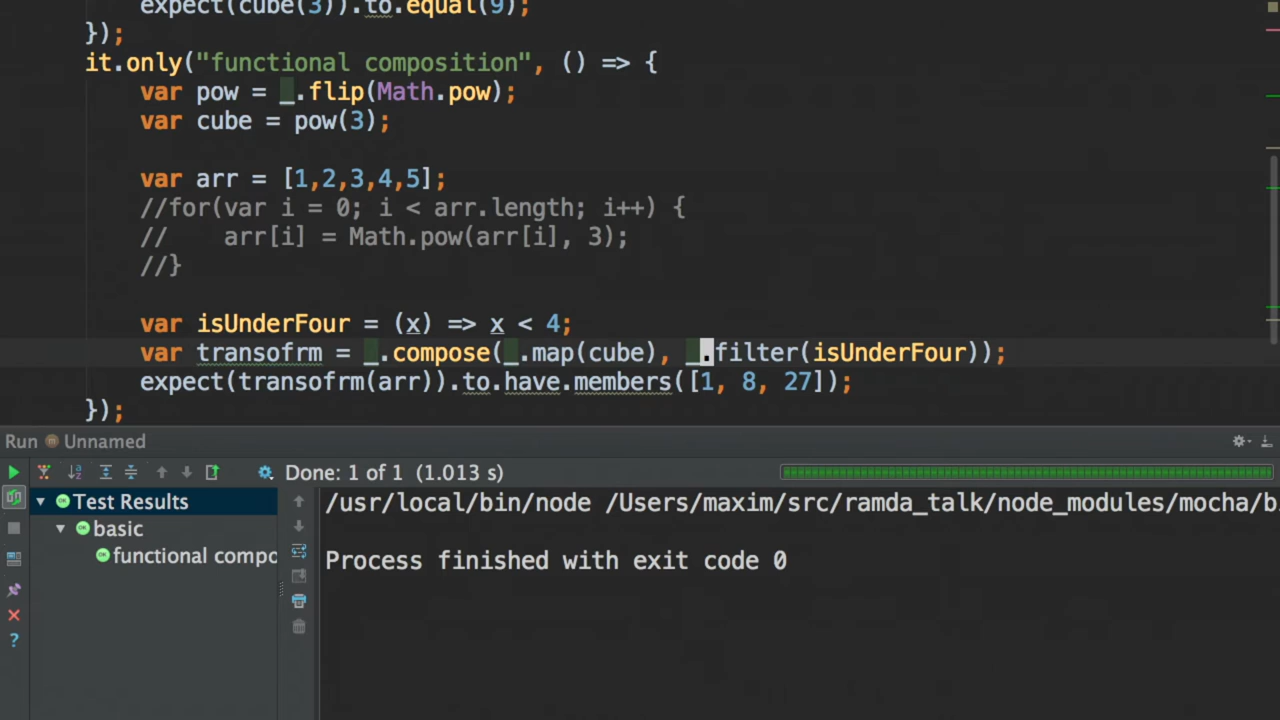 expect(cube(3)).to.equal(9);
});
it.only("functional composition", () => {
var pow = _.flip(Math.pow);
var cube = pow(3);
var arr = [1,2,3,4,5];
//for(var i = 0; i < arr.length; i++) {
//    arr[i] = Math.pow(arr[i], 3);
//}
var isUnderFour = (x) => x < 4;
var transofrm = _.compose(_.map(cube), _.filter(isUnderFour));
expect(transofrm(arr)).to.have.members([1, 8, 27]);
});
Run Unnamed
Done: 1 of 1 (1.013 s)
Test Results
/usr/local/bin/node /Users/maxim/src/ramda_talk/node_modules/mocha/bi
basic
functional compo
Process finished with exit code 0